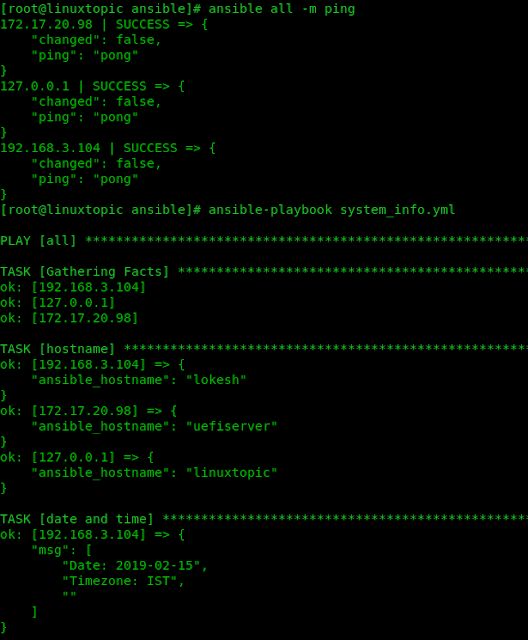 [root@linuxtopic ansible]# ansible all -m ping
172.17.20.98 | SUCCESS => {
    "changed": false,
    "ping": "pong"
}
127.0.0.1 | SUCCESS => {
    "changed": false,
    "ping": "pong"
}
192.168.3.104 | SUCCESS => {
    "changed": false,
    "ping": "pong"
}
[root@linuxtopic ansible]# ansible-playbook system_info.yml

PLAY [all] *********************************************************

TASK [Gathering Facts] *********************************************
ok: [192.168.3.104]
ok: [127.0.0.1]
ok: [172.17.20.98]

TASK [hostname] ****************************************************
ok: [192.168.3.104] => {
    "ansible_hostname": "lokesh"
}
ok: [172.17.20.98] => {
    "ansible_hostname": "uefiserver"
}
ok: [127.0.0.1] => {
    "ansible_hostname": "linuxtopic"
}

TASK [date and time] ***********************************************
ok: [192.168.3.104] => {
    "msg": [
        "Date: 2019-02-15",
        "Timezone: IST",
        ""
    ]
}